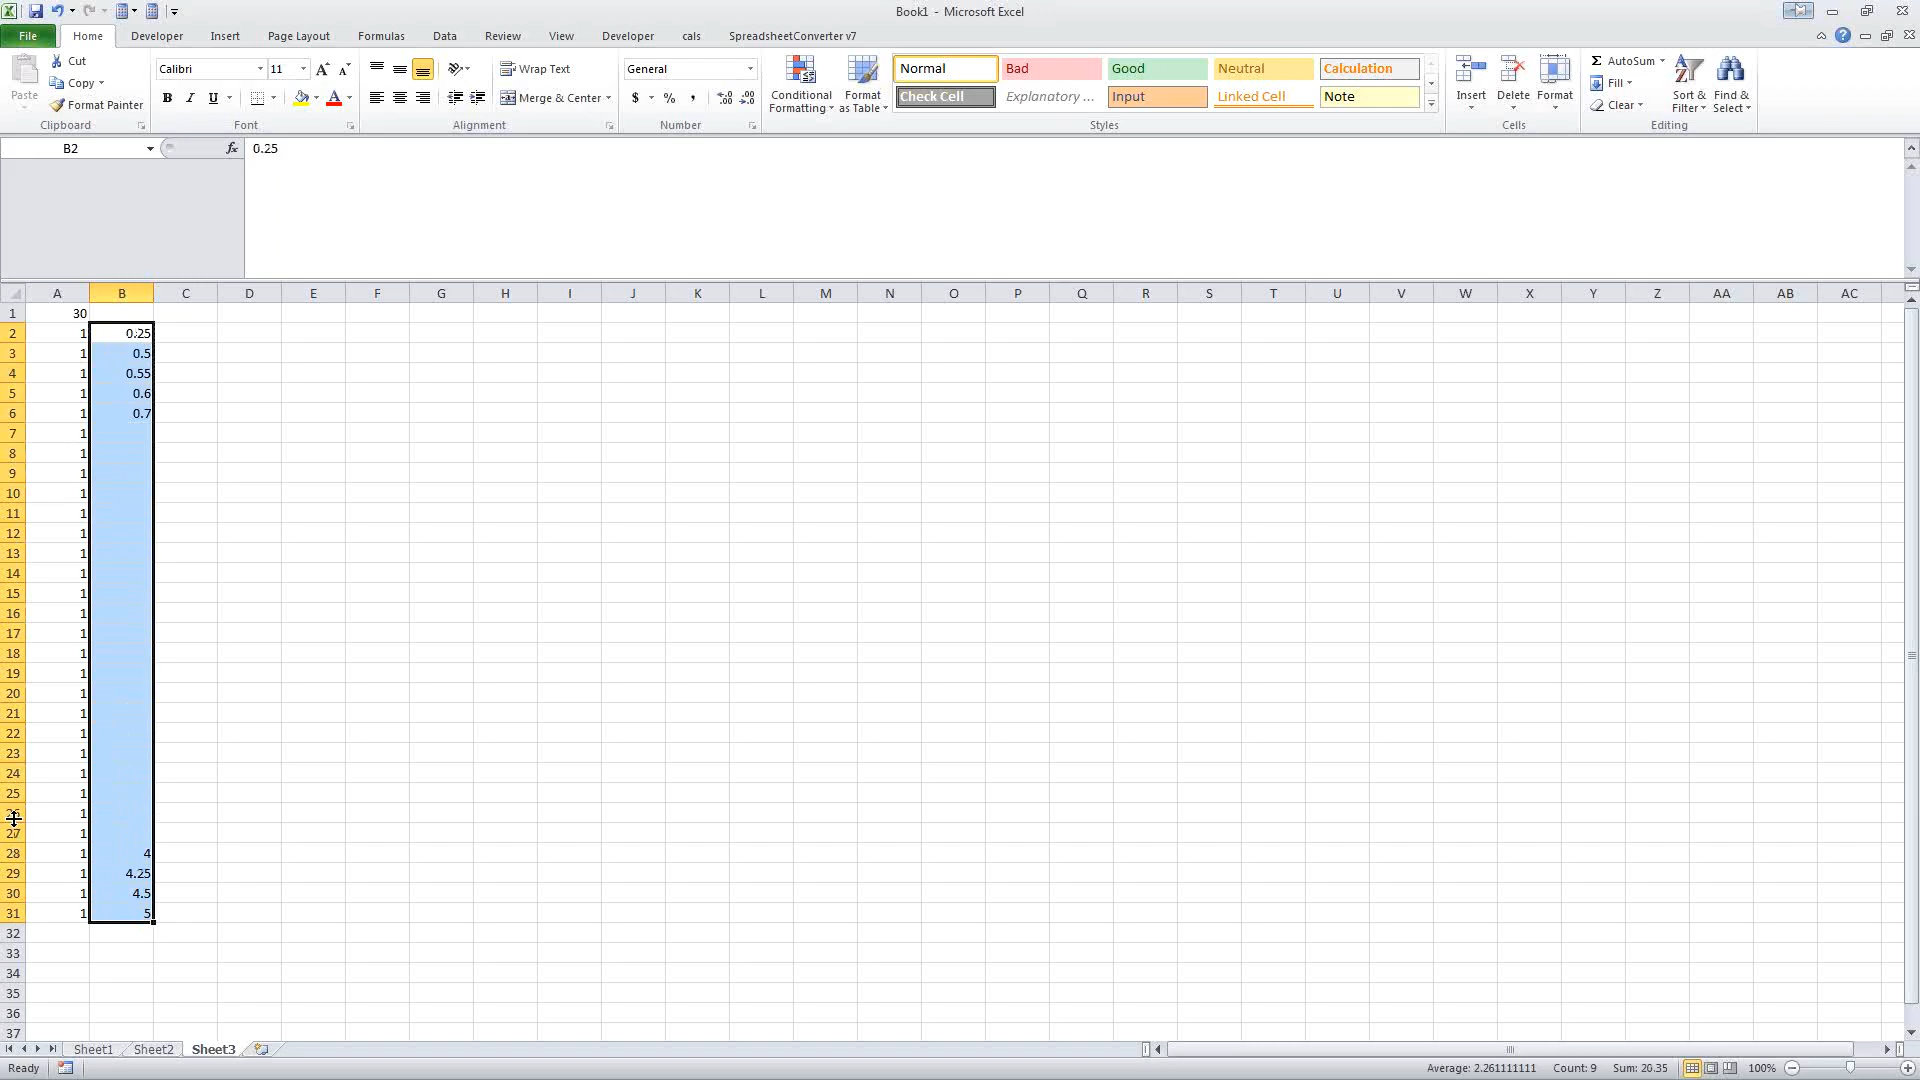 Book1 - Microsoft Excel
File Home Developer Insert Page Layout Formulas Data Review View Developer cals SpreadsheetConverter v7
Paste
Cut
Copy
Format Painter
Clipboard
Calibri 11
B I U
Font
Wrap Text
Merge & Center
Alignment
General
$ % ,
Number
Conditional Formatting
Format as Table
Normal Bad Good Neutral Calculation
Check Cell Explanatory ... Input Linked Cell Note
Styles
Insert Delete Format
Cells
Σ AutoSum
Fill
Clear
Sort & Filter
Find & Select
Editing
B2 fx 0.25
A B C D E F G H I J K L M N O P Q R S T U V W X Y Z AA AB AC
1 30
2 1 0.25
3 1 0.5
4 1 0.55
5 1 0.6
6 1 0.7
7 1
8 1
9 1
10 1
11 1
12 1
13 1
14 1
15 1
16 1
17 1
18 1
19 1
20 1
21 1
22 1
23 1
24 1
25 1
26 1
27 1
28 1 4
29 1 4.25
30 1 4.5
31 1 5
32
33
34
35
36
37
Sheet1 Sheet2 Sheet3
Ready Average: 2.261111111 Count: 9 Sum: 20.35 100%